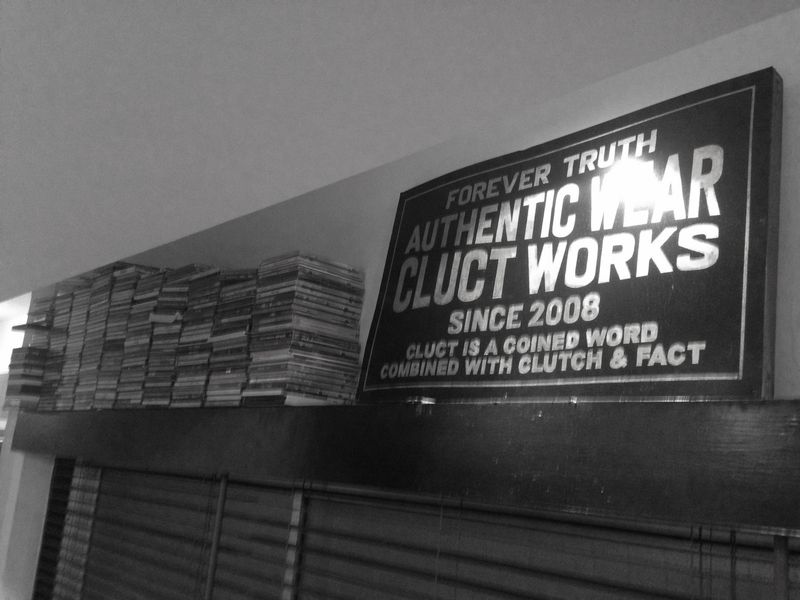 FOREVER TRUTH
AUTHENTIC WEAR
CLUCT WORKS
SINCE 2008
CLUCT IS A COINED WORD
COMBINED WITH CLUTCH & FACT